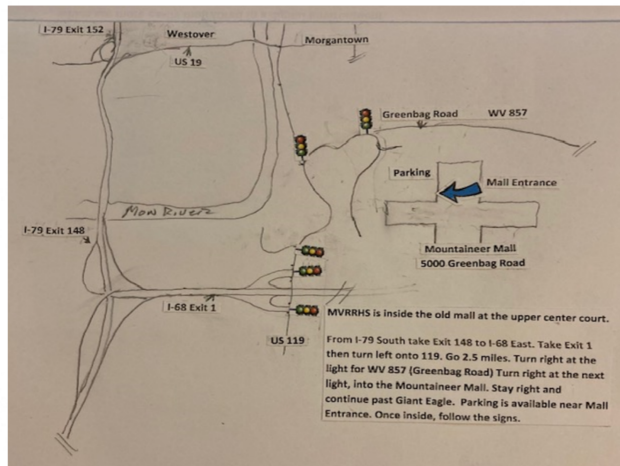 I-79 Exit 152
Westover
Morgantown
US 19
Greenbag Road WV 857
Parking
Mall Entrance
MON RIVER
I-79 Exit 148
Mountaineer Mall
5000 Greenbag Road
I-68 Exit 1
US 119
MVRRHS is inside the old mall at the upper center court.
From I-79 South take Exit 148 to I-68 East. Take Exit 1
then turn left onto 119. Go 2.5 miles. Turn right at the
light for WV 857 (Greenbag Road) Turn right at the next
light, into the Mountaineer Mall. Stay right and
continue past Giant Eagle. Parking is available near Mall
Entrance. Once inside, follow the signs.